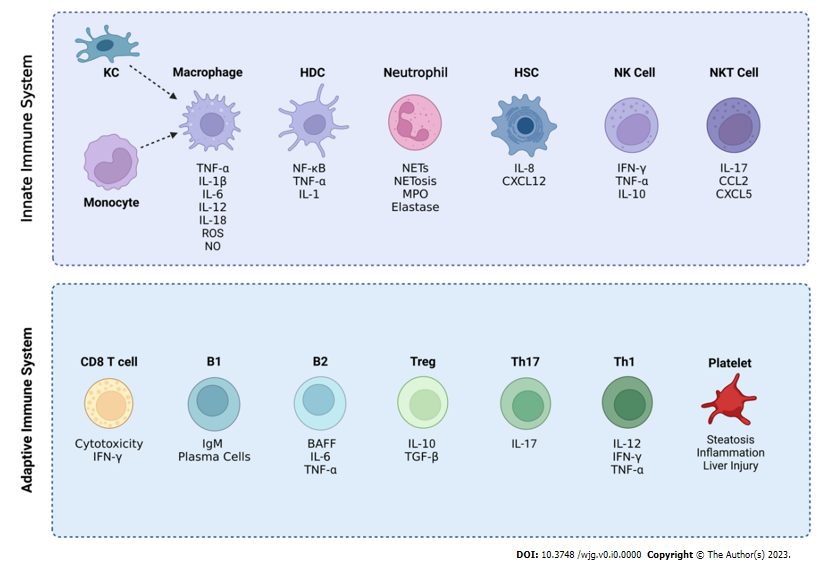 Innate Immune System
KC
Macrophage
HDC
Neutrophil
HSC
NK Cell
NKT Cell
Monocyte
TNF-α
IL-1β
IL-6
IL-12
IL-18
ROS
NO
NF-κB
TNF-α
IL-1
NETs
NETosis
MPO
Elastase
IL-8
CXCL12
IFN-γ
TNF-α
IL-10
IL-17
CCL2
CXCL5
Adaptive Immune System
CD8 T cell
Cytotoxicity
IFN-γ
B1
IgM
Plasma Cells
B2
BAFF
IL-6
TNF-α
Treg
IL-10
TGF-β
Th17
IL-17
Th1
IL-12
IFN-γ
TNF-α
Platelet
Steatosis
Inflammation
Liver Injury
DOI: 10.3748 /wjg.v0.i0.0000 Copyright © The Author(s) 2023.